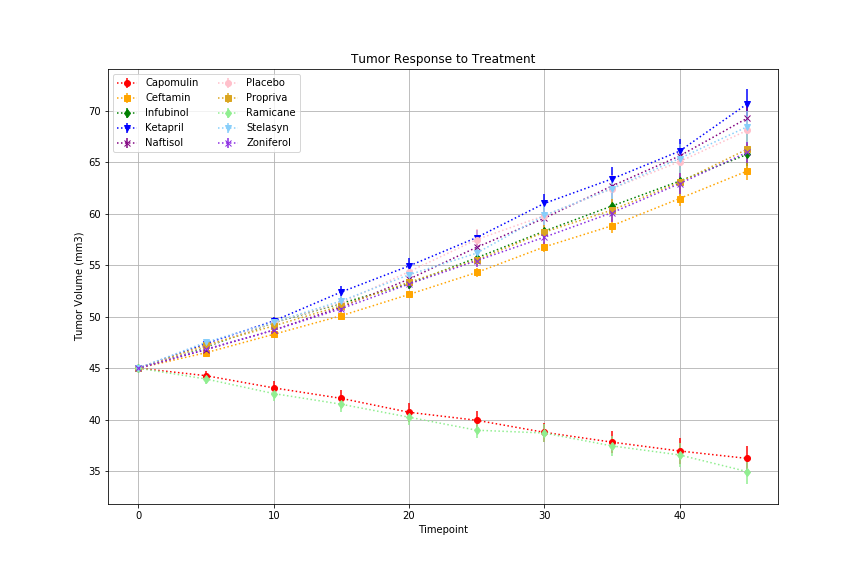 Tumor Response to Treatment
Capomulin
Ceftamin
Infubinol
Ketapril
Naftisol
Placebo
Propriva
Ramicane
Stelasyn
Zoniferol
Tumor Volume (mm3)
70
65
60
55
50
45
40
35
0 10 20 30 40
Timepoint